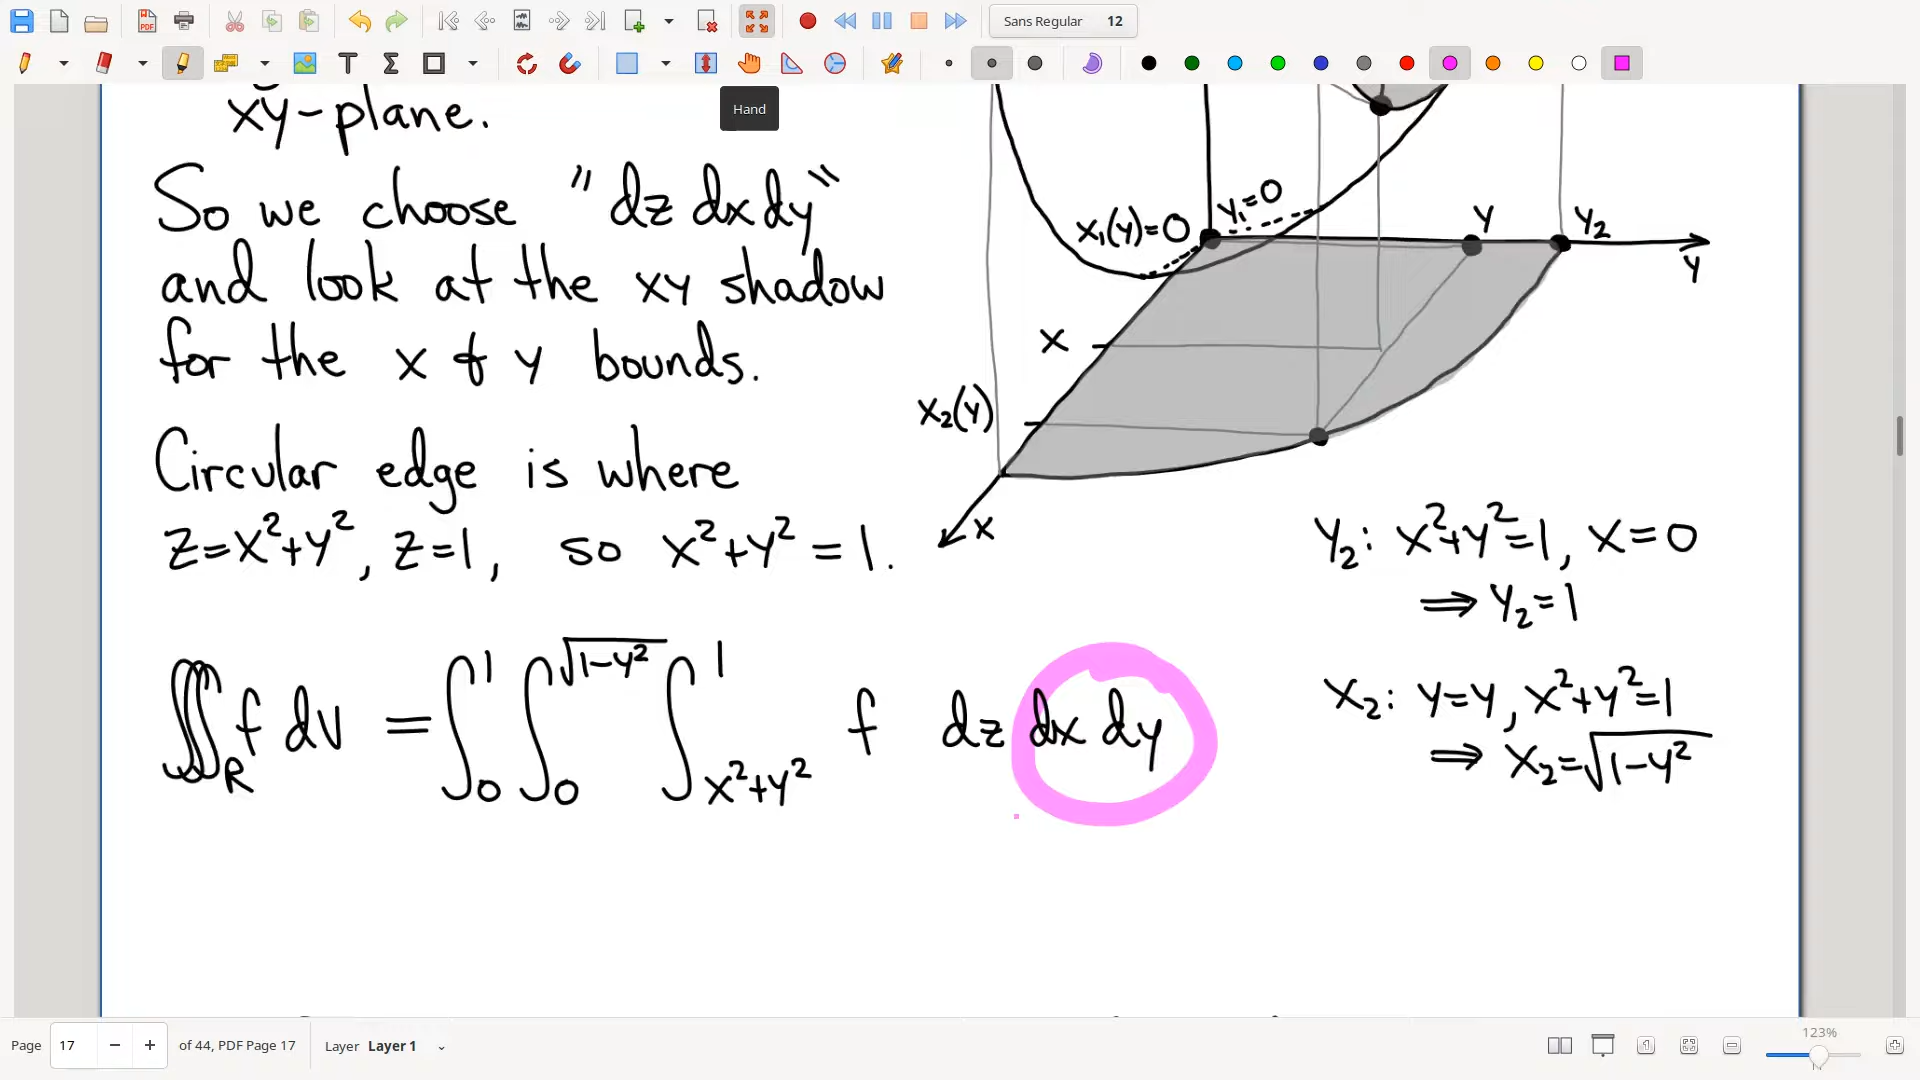 Sans Regular 12
Hand
xy-plane.
So we choose "dz dx dy"
and look at the xy shadow
for the x & y bounds.
Circular edge is where
z=x²+y², z=1, so x²+y²=1.
x₁(y)=0
y₁=0
y
y₂
y
x
x₂(y)
x
y₂: x²+y²=1, x=0
⟹ y₂=1
x₂: y=y, x²+y²=1
⟹ x₂=√(1-y²)
∭_R f dV = ∫₀¹ ∫₀^√(1-y²) ∫_{x²+y²}^1 f dz dx dy
Page 17 of 44, PDF Page 17 Layer Layer 1 123%